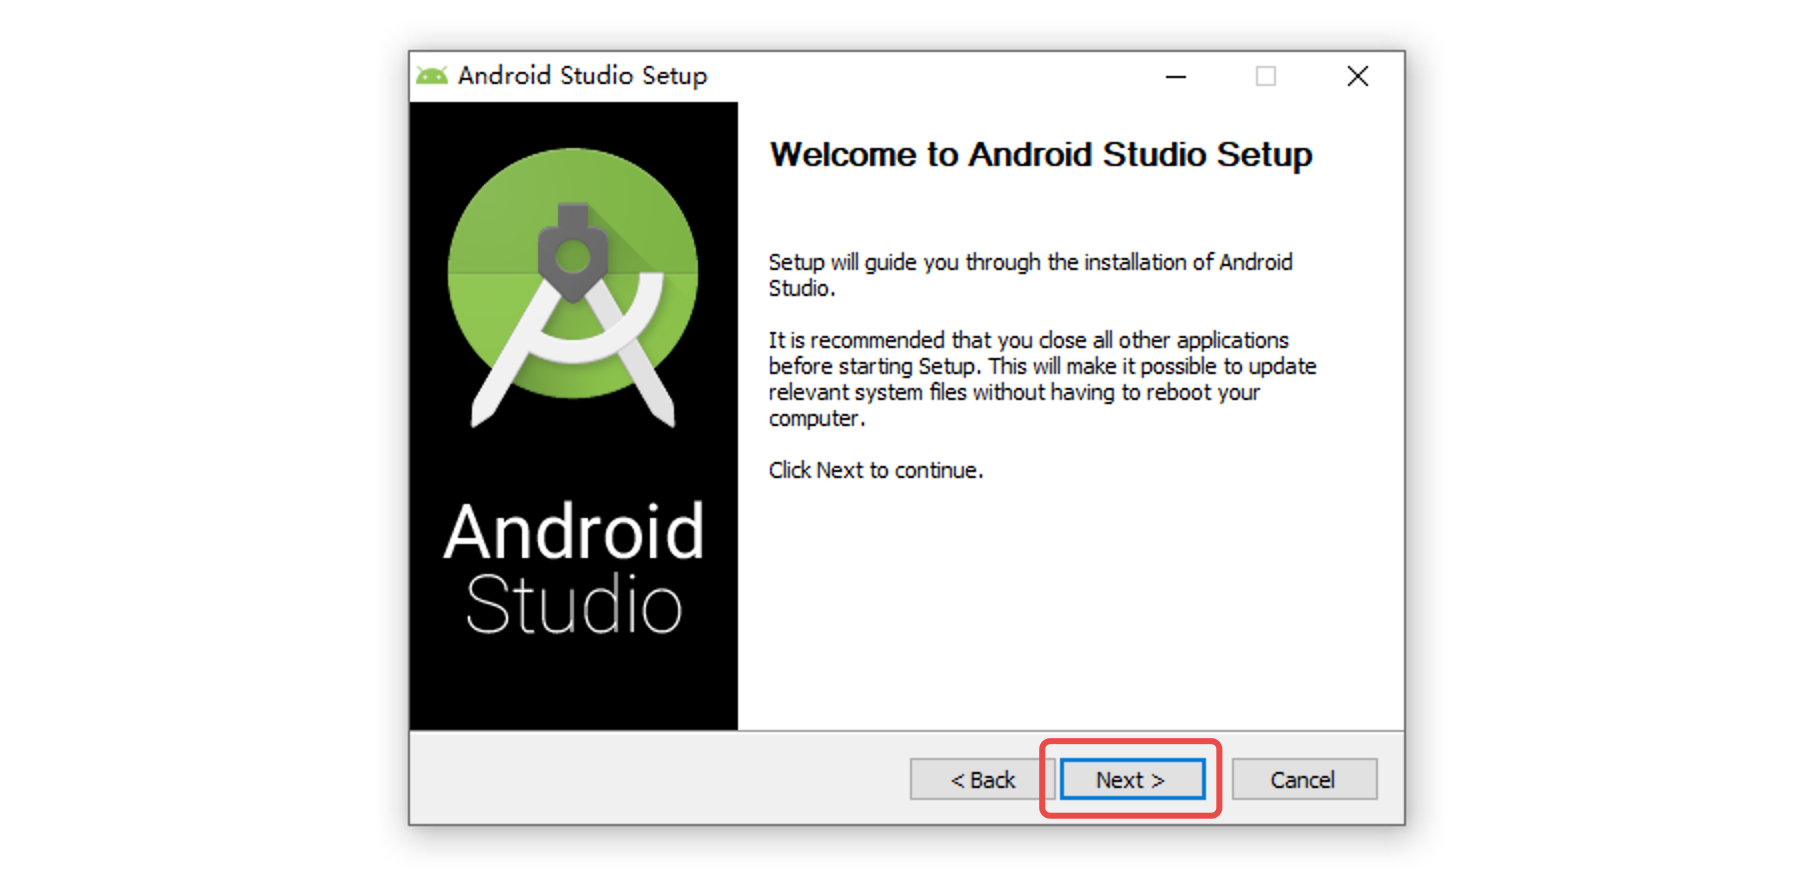 Android Studio Setup
Welcome to Android Studio Setup
Setup will guide you through the installation of Android
Studio.
It is recommended that you close all other applications
before starting Setup. This will make it possible to update
relevant system files without having to reboot your
computer.
Click Next to continue.
Android
Studio
< Back
Next >
Cancel